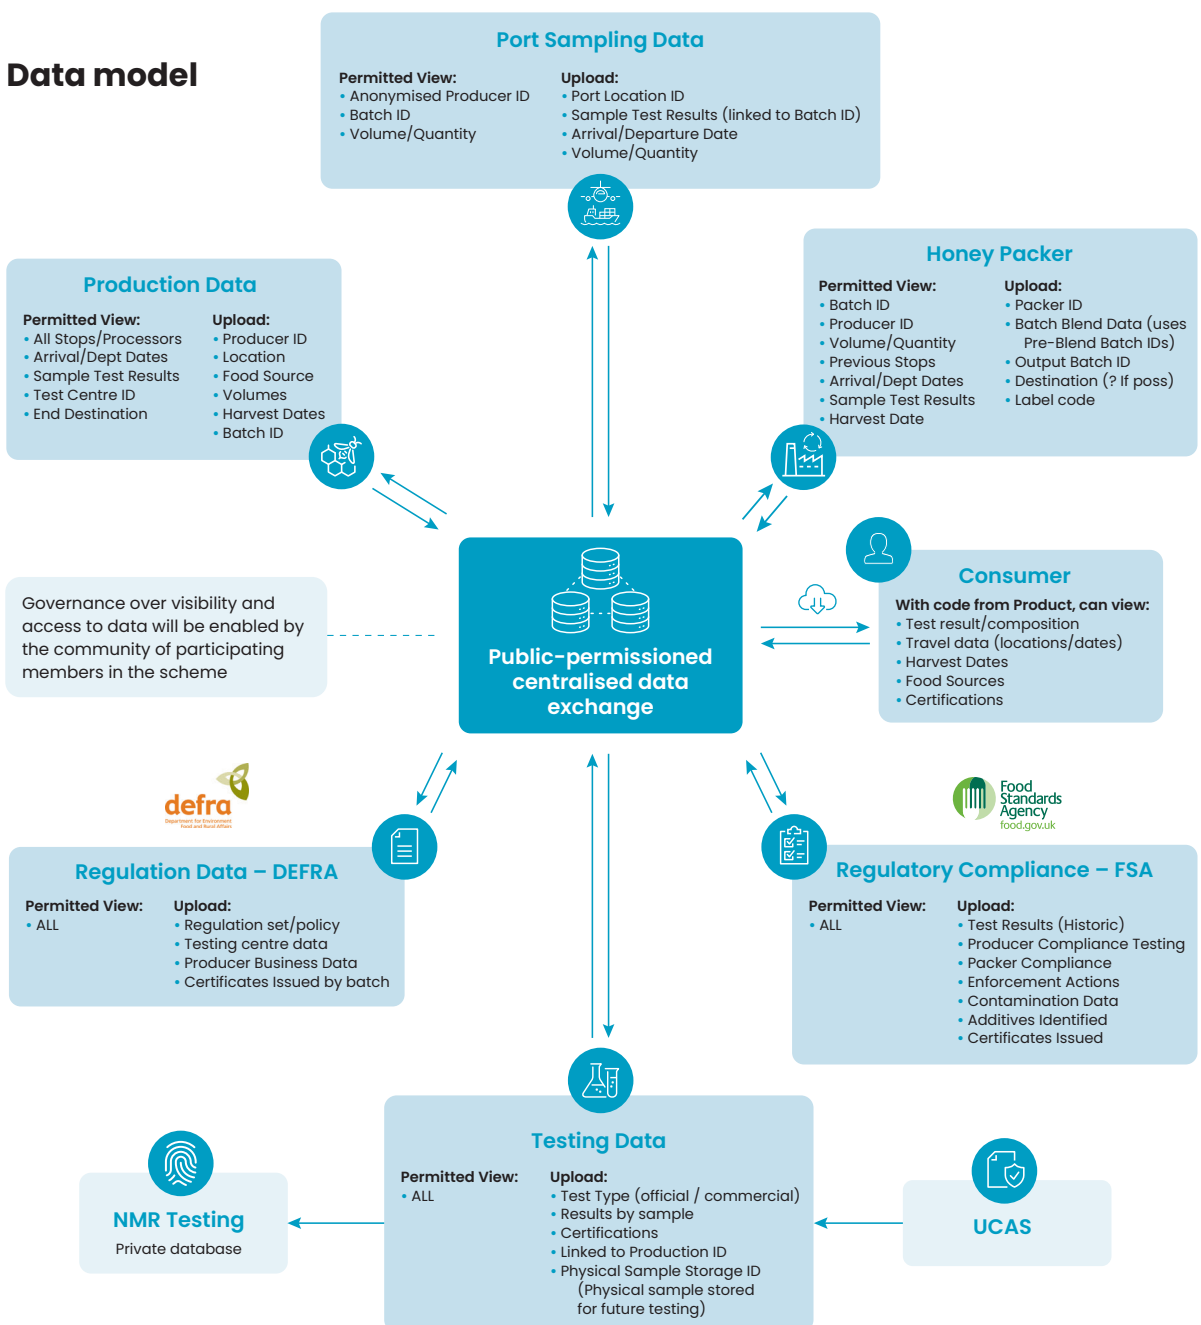 Data model
Port Sampling Data
Permitted View:
• Anonymised Producer ID
• Batch ID
• Volume/Quantity
Upload:
• Port Location ID
• Sample Test Results (linked to Batch ID)
• Arrival/Departure Date
• Volume/Quantity
Production Data
Permitted View:
• All Stops/Processors
• Arrival/Dept Dates
• Sample Test Results
• Test Centre ID
• End Destination
Upload:
• Producer ID
• Location
• Food Source
• Volumes
• Harvest Dates
• Batch ID
Honey Packer
Permitted View:
• Batch ID
• Producer ID
• Volume/Quantity
• Previous Stops
• Arrival/Dept Dates
• Sample Test Results
• Harvest Date
Upload:
• Packer ID
• Batch Blend Data (uses
Pre-Blend Batch IDs)
• Output Batch ID
• Destination (? If poss)
• Label code
Governance over visibility and
access to data will be enabled by
the community of participating
members in the scheme
Public-permissioned
centralised data
exchange
Consumer
With code from Product, can view:
• Test result/composition
• Travel data (locations/dates)
• Harvest Dates
• Food Sources
• Certifications
defra
Department for Environment
Food and Rural Affairs
Food
Standards
Agency
food.gov.uk
Regulation Data – DEFRA
Permitted View:
• ALL
Upload:
• Regulation set/policy
• Testing centre data
• Producer Business Data
• Certificates Issued by batch
Regulatory Compliance – FSA
Permitted View:
• ALL
Upload:
• Test Results (Historic)
• Producer Compliance Testing
• Packer Compliance
• Enforcement Actions
• Contamination Data
• Additives Identified
• Certificates Issued
Testing Data
Permitted View:
• ALL
Upload:
• Test Type (official / commercial)
• Results by sample
• Certifications
• Linked to Production ID
• Physical Sample Storage ID
(Physical sample stored
for future testing)
NMR Testing
Private database
UCAS